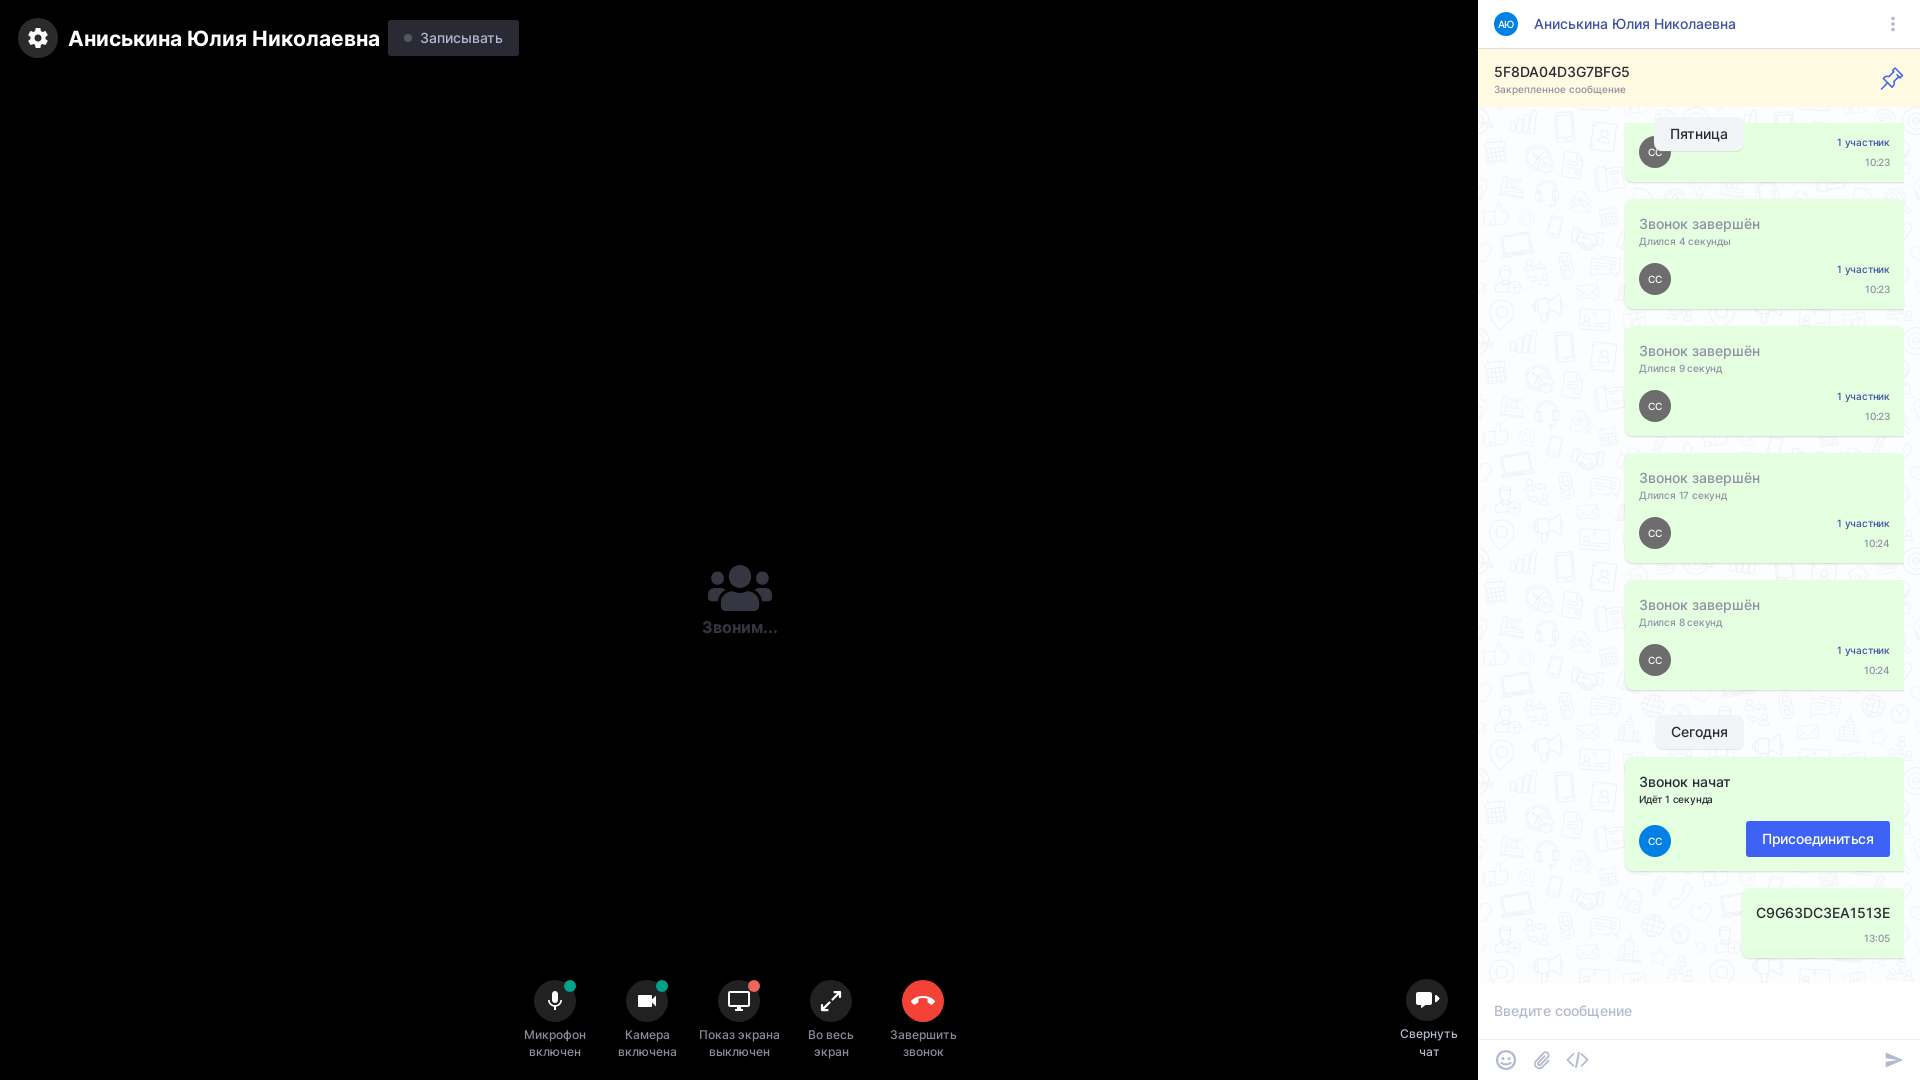 Аниськина Юлия Николаевна
Записывать
Звоним...
Микрофон
включен
Камера
включена
Показ экрана
выключен
Во весь
экран
Завершить
звонок
Свернуть
чат
АЮ
Аниськина Юлия Николаевна
5F8DA04D3G7BFG5
Закрепленное сообщение
Пятница
СС
1 участник
10:23
Звонок завершён
Длился 4 секунды
СС
1 участник
10:23
Звонок завершён
Длился 9 секунд
СС
1 участник
10:23
Звонок завершён
Длился 17 секунд
СС
1 участник
10:24
Звонок завершён
Длился 8 секунд
СС
1 участник
10:24
Сегодня
Звонок начат
Идёт 1 секунда
СС
Присоединиться
C9G63DC3EA1513E
13:05
Введите сообщение